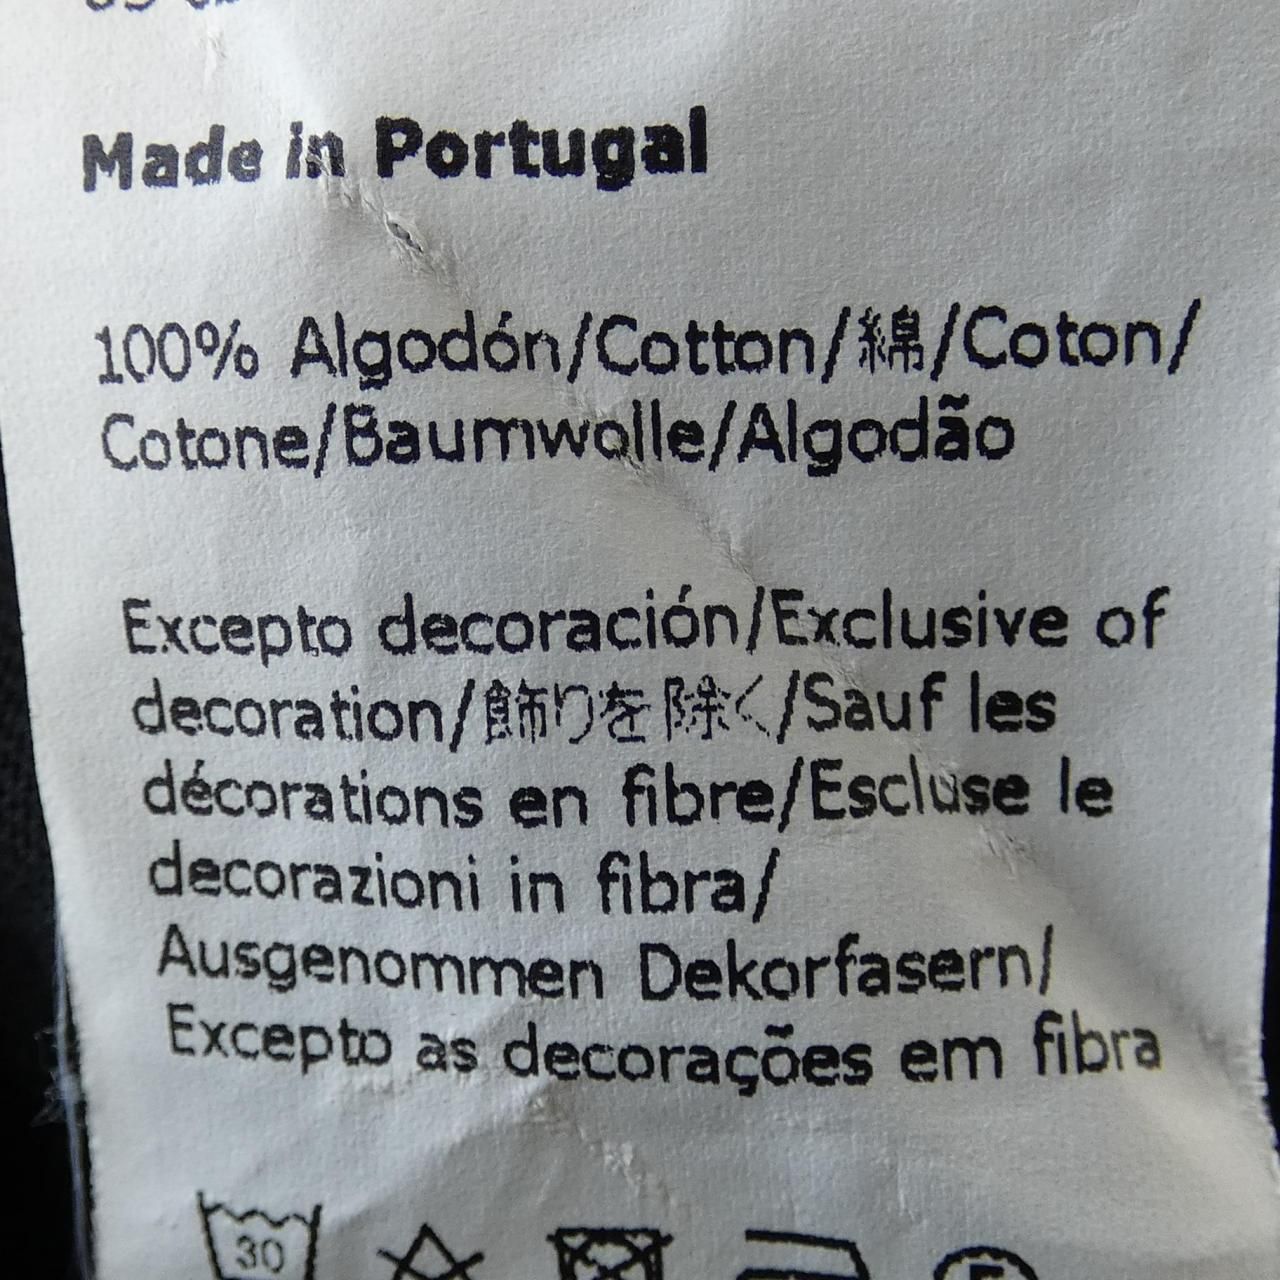 Made in Portugal
100% Algodón/Cotton/綿/Coton/
Cotone/Baumwolle/Algodão
Excepto decoración/Exclusive of
decoration/飾りを除く/Sauf les
décorations en fibre/Escluse le
decorazioni in fibra/
Ausgenommen Dekorfasern/
Excepto as decorações em fibra
30